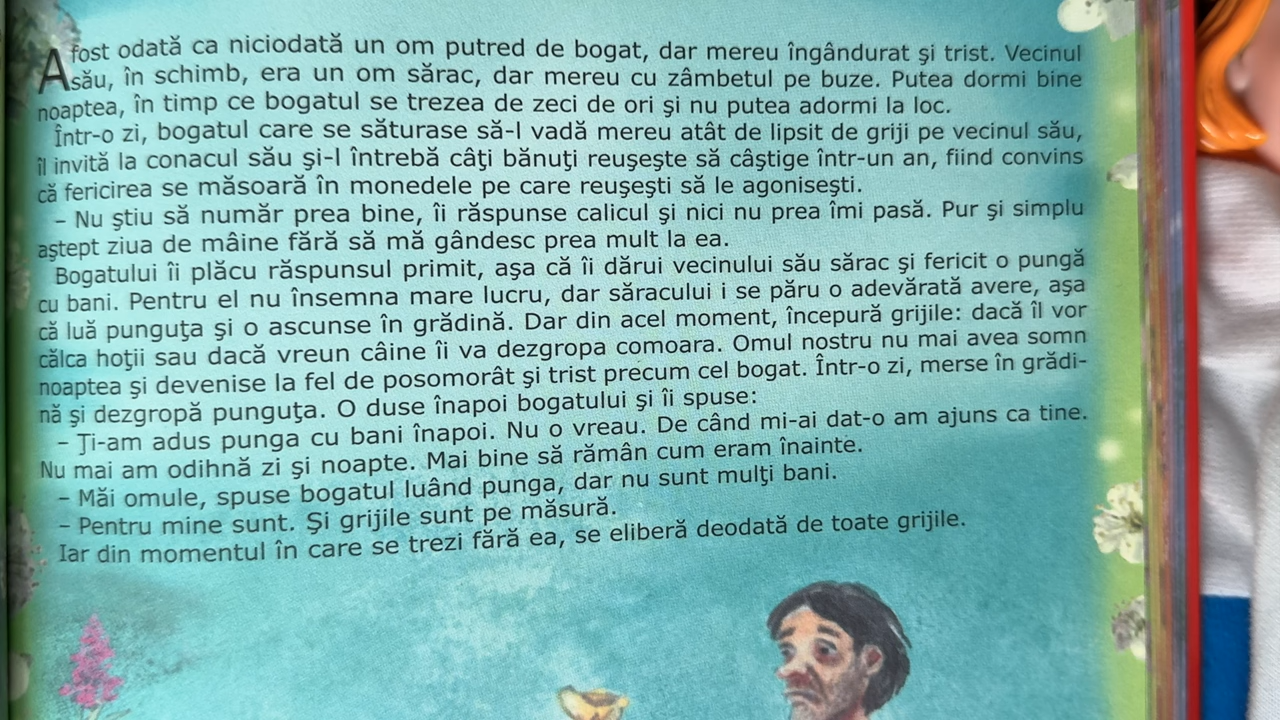 A fost odată ca niciodată un om putred de bogat, dar mereu îngândurat şi trist. Vecinul
său, în schimb, era un om sărac, dar mereu cu zâmbetul pe buze. Putea dormi bine
noaptea, în timp ce bogatul se trezea de zeci de ori şi nu putea adormi la loc.
Într-o zi, bogatul care se săturase să-l vadă mereu atât de lipsit de griji pe vecinul său,
îl invită la conacul său şi-l întrebă câţi bănuţi reuşeşte să câştige într-un an, fiind convins
că fericirea se măsoară în monedele pe care reuşeşti să le agoniseşti.
– Nu ştiu să număr prea bine, îi răspunse calicul şi nici nu prea îmi pasă. Pur şi simplu
aştept ziua de mâine fără să mă gândesc prea mult la ea.
Bogatului îi plăcu răspunsul primit, aşa că îi dărui vecinului său sărac şi fericit o pungă
cu bani. Pentru el nu însemna mare lucru, dar săracului i se păru o adevărată avere, aşa
că luă punguţa şi o ascunse în grădină. Dar din acel moment, începură grijile: dacă îl vor
călca hoţii sau dacă vreun câine îi va dezgropa comoara. Omul nostru nu mai avea somn
noaptea şi devenise la fel de posomorât şi trist precum cel bogat. Într-o zi, merse în grădi-
nă şi dezgropă punguţa. O duse înapoi bogatului şi îi spuse:
– Ţi-am adus punga cu bani înapoi. Nu o vreau. De când mi-ai dat-o am ajuns ca tine.
Nu mai am odihnă zi şi noapte. Mai bine să rămân cum eram înainte.
– Măi omule, spuse bogatul luând punga, dar nu sunt mulţi bani.
– Pentru mine sunt. Şi grijile sunt pe măsură.
Iar din momentul în care se trezi fără ea, se eliberă deodată de toate grijile.